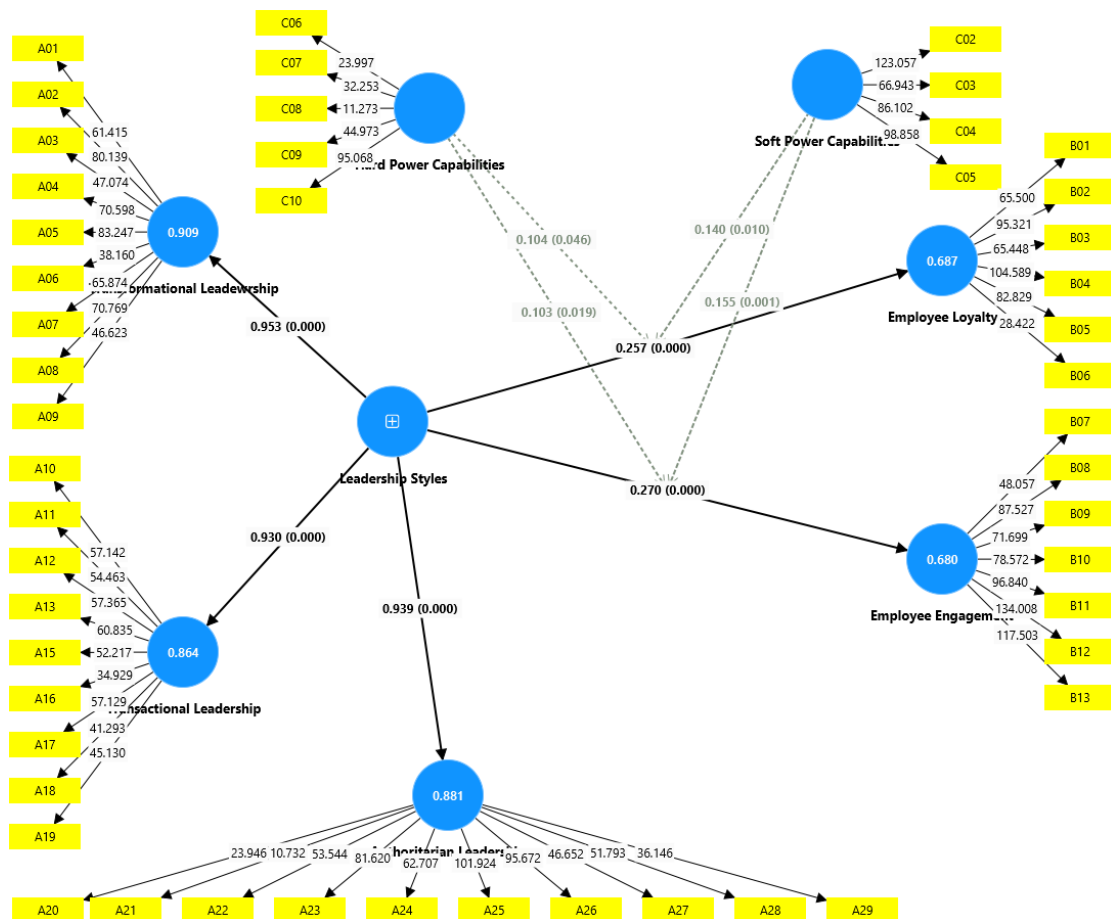 C06
C07
C08
C09
C10
23.997
32.253
11.273
44.973
95.068
Power Capabilities
C02
C03
C04
C05
123.057
66.943
86.102
98.858
Soft Power
A01
A02
A03
A04
A05
A06
A07
A08
A09
61.415
80.139
47.074
70.598
83.247
38.160
65.874
70.769
46.623
0.909
Leadewrship
0.953 (0.000)
0.104 (0.046)
0.103 (0.019)
0.140 (0.010)
0.155 (0.001)
0.257 (0.000)
0.270 (0.000)
B01
B02
B03
B04
B05
B06
65.500
95.321
65.448
104.589
82.829
28.422
0.687
Employee Loyalty
Leadership Styles
B07
B08
B09
B10
B11
B12
B13
48.057
87.527
71.699
78.572
96.840
134.008
117.503
0.680
Employee
A10
A11
A12
A13
A15
A16
A17
A18
A19
57.142
54.463
57.365
60.835
52.217
34.929
57.129
41.293
45.130
0.864
Leadership
0.930 (0.000)
0.939 (0.000)
0.881
23.946 10.732 53.544 81.620 62.707 101.924 95.672 46.652 51.793 36.146
A20 A21 A22 A23 A24 A25 A26 A27 A28 A29